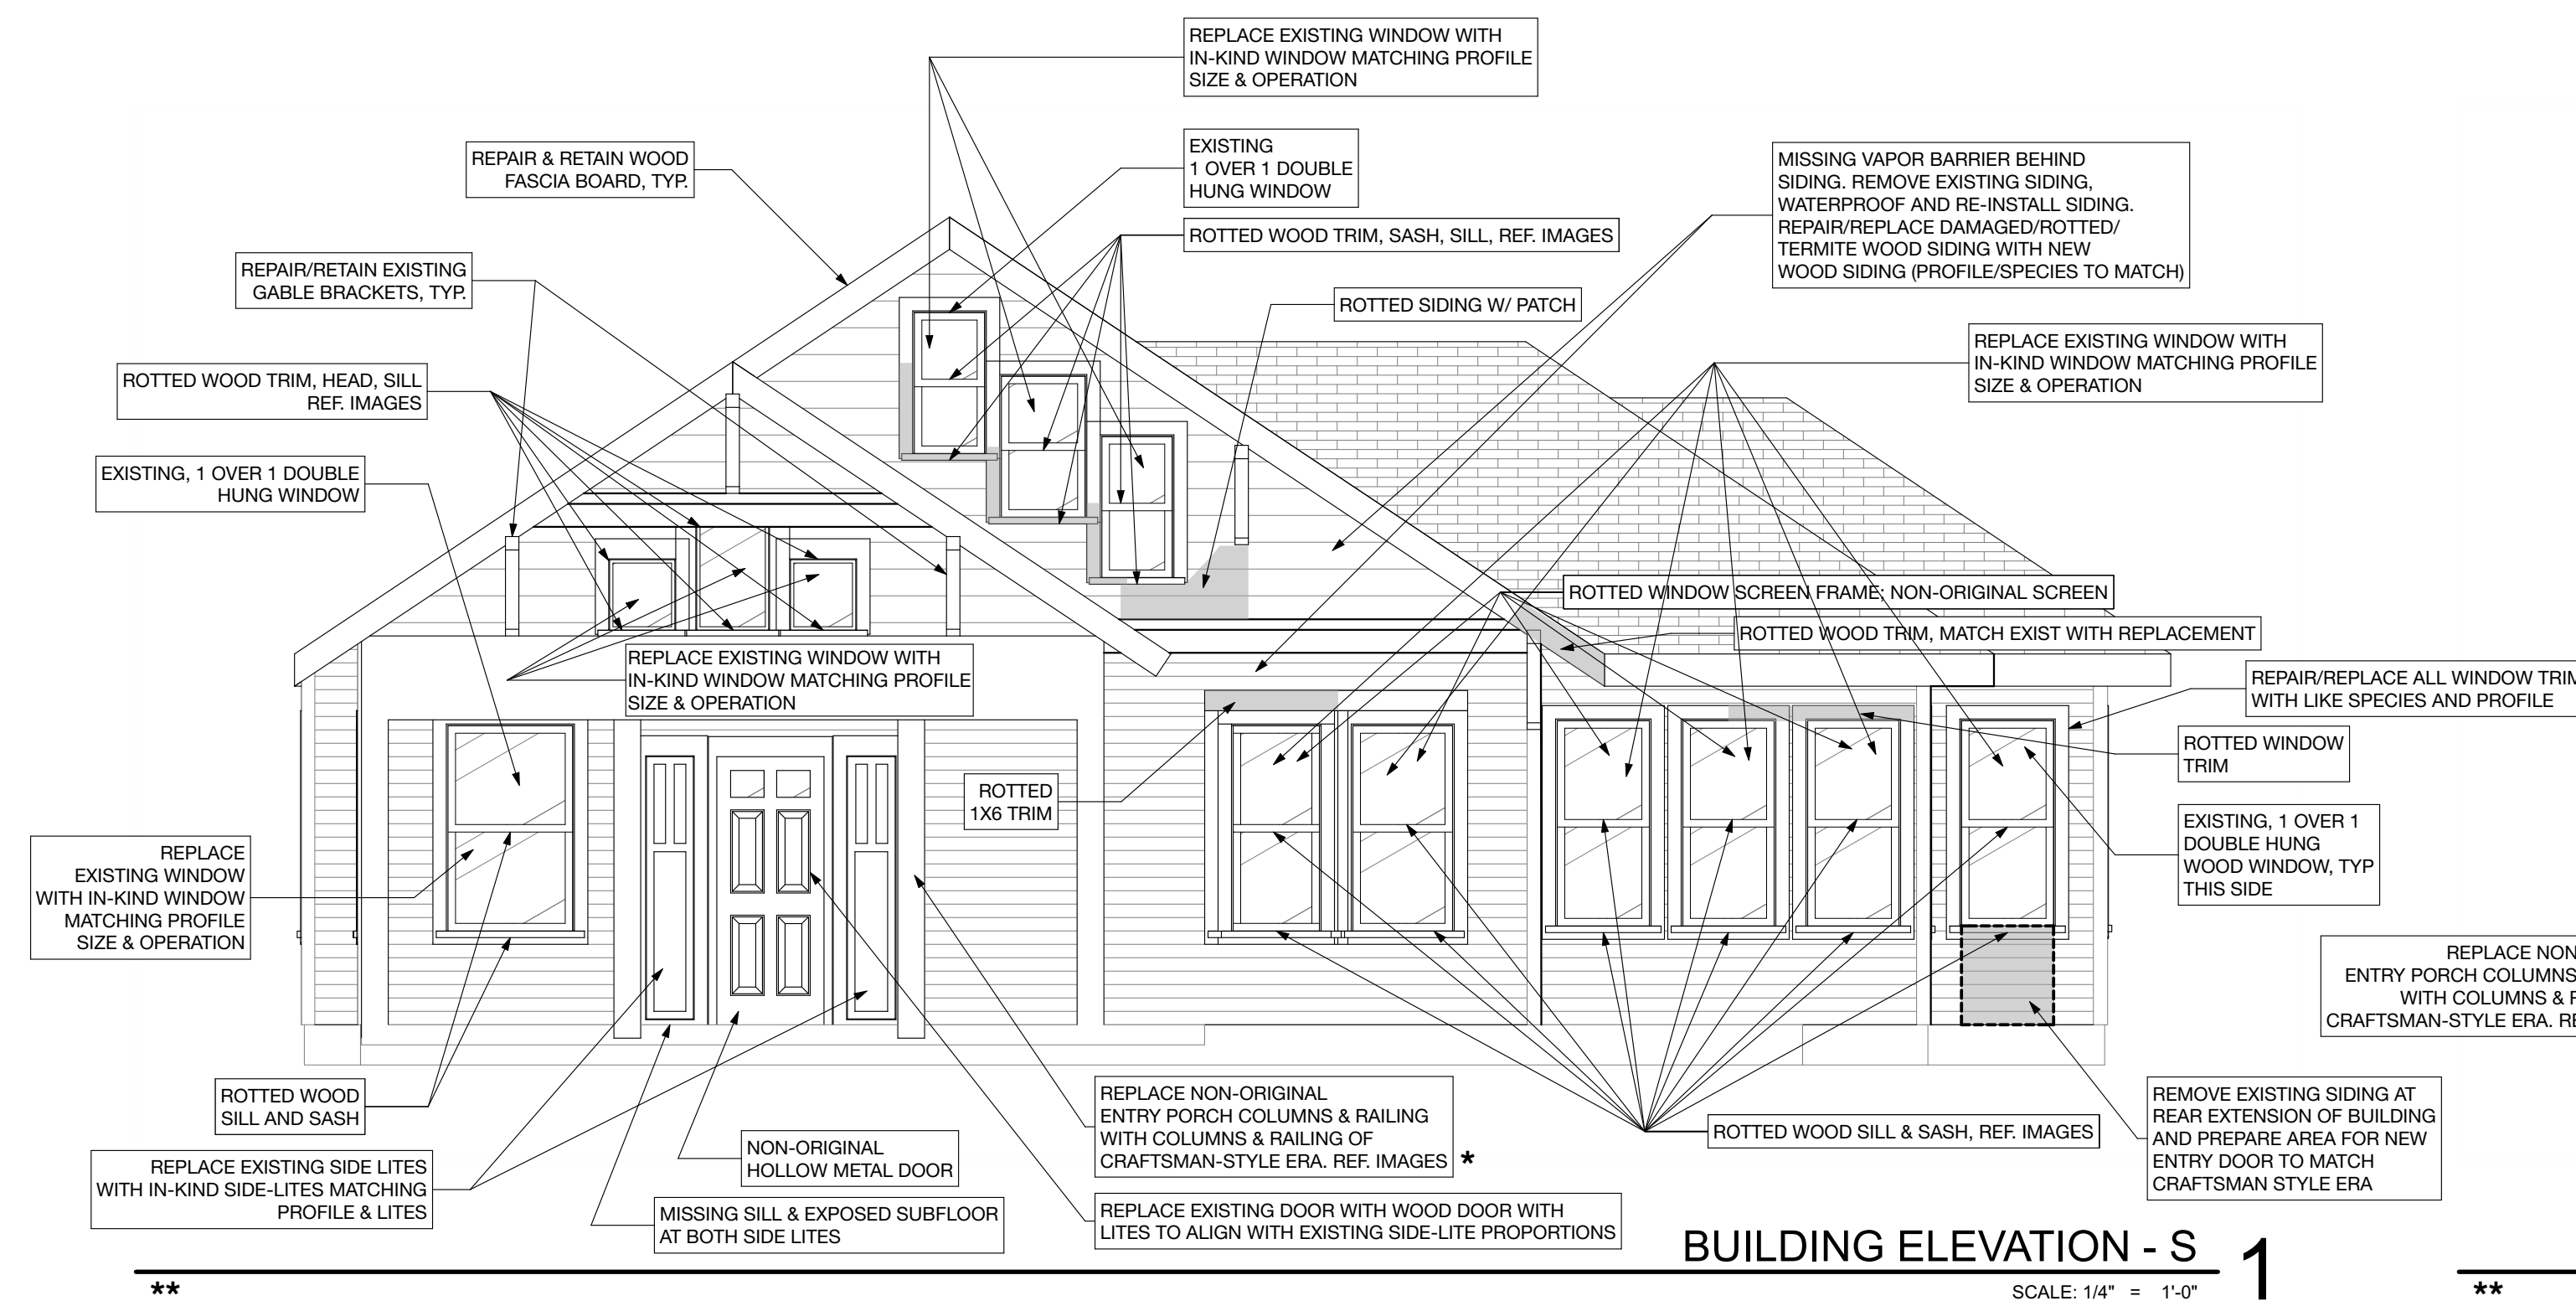 REPLACE EXISTING WINDOW WITH
IN-KIND WINDOW MATCHING PROFILE
SIZE & OPERATION
EXISTING
1 OVER 1 DOUBLE
HUNG WINDOW
ROTTED WOOD TRIM, SASH, SILL, REF. IMAGES
ROTTED SIDING W/ PATCH
REPAIR & RETAIN WOOD
FASCIA BOARD, TYP.
REPAIR/RETAIN EXISTING
GABLE BRACKETS, TYP.
ROTTED WOOD TRIM, HEAD, SILL
REF. IMAGES
EXISTING, 1 OVER 1 DOUBLE
HUNG WINDOW
MISSING VAPOR BARRIER BEHIND
SIDING. REMOVE EXISTING SIDING,
WATERPROOF AND RE-INSTALL SIDING.
REPAIR/REPLACE DAMAGED/ROTTED/
TERMITE WOOD SIDING WITH NEW
WOOD SIDING (PROFILE/SPECIES TO MATCH)
REPLACE EXISTING WINDOW WITH
IN-KIND WINDOW MATCHING PROFILE
SIZE & OPERATION
ROTTED WINDOW SCREEN FRAME; NON-ORIGINAL SCREEN
ROTTED WOOD TRIM, MATCH EXIST WITH REPLACEMENT
REPLACE EXISTING WINDOW WITH
IN-KIND WINDOW MATCHING PROFILE
SIZE & OPERATION
REPAIR/REPLACE ALL WINDOW TRIM
WITH LIKE SPECIES AND PROFILE
ROTTED WINDOW
TRIM
ROTTED
1X6 TRIM
EXISTING, 1 OVER 1
DOUBLE HUNG
WOOD WINDOW, TYP
THIS SIDE
REPLACE
EXISTING WINDOW
WITH IN-KIND WINDOW
MATCHING PROFILE
SIZE & OPERATION
REPLACE NON
ENTRY PORCH COLUMNS
WITH COLUMNS &
CRAFTSMAN-STYLE ERA.
ROTTED WOOD
SILL AND SASH
REPLACE EXISTING SIDE LITES
WITH IN-KIND SIDE-LITES MATCHING
PROFILE & LITES
NON-ORIGINAL
HOLLOW METAL DOOR
MISSING SILL & EXPOSED SUBFLOOR
AT BOTH SIDE LITES
REPLACE NON-ORIGINAL
ENTRY PORCH COLUMNS & RAILING
WITH COLUMNS & RAILING OF
CRAFTSMAN-STYLE ERA. REF. IMAGES *
REPLACE EXISTING DOOR WITH WOOD DOOR WITH
LITES TO ALIGN WITH EXISTING SIDE-LITE PROPORTIONS
ROTTED WOOD SILL & SASH, REF. IMAGES
REMOVE EXISTING SIDING AT
REAR EXTENSION OF BUILDING
AND PREPARE AREA FOR NEW
ENTRY DOOR TO MATCH
CRAFTSMAN STYLE ERA
BUILDING ELEVATION - S 1
SCALE: 1/4" = 1'-0"
**
**